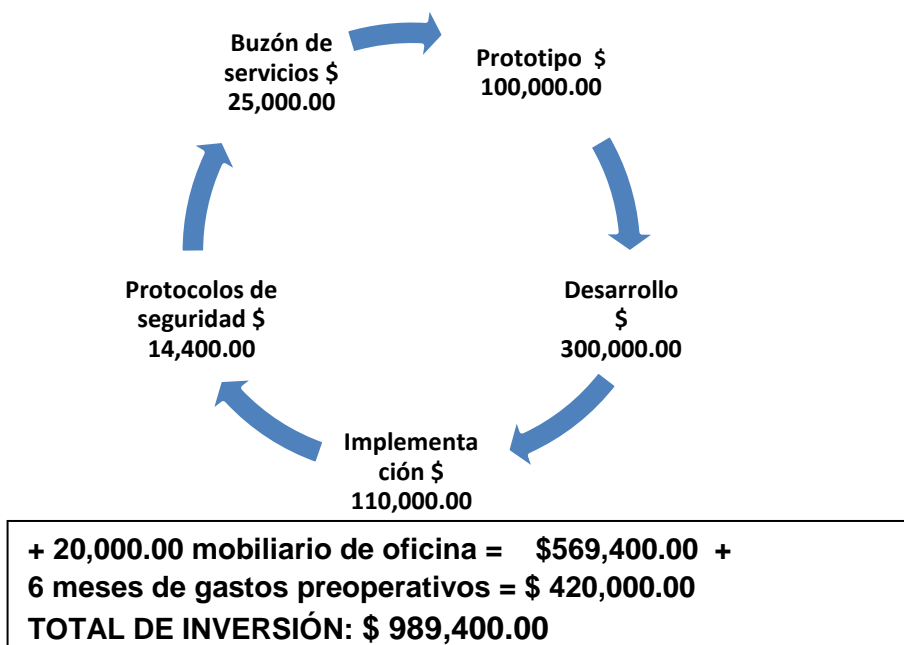 Buzón de
servicios $
25,000.00
Prototipo $
100,000.00
Desarrollo
$
300,000.00
Implementa
ción $
110,000.00
Protocolos de
seguridad $
14,400.00
+ 20,000.00 mobiliario de oficina = $569,400.00 +
6 meses de gastos preoperativos = $ 420,000.00
TOTAL DE INVERSIÓN: $ 989,400.00